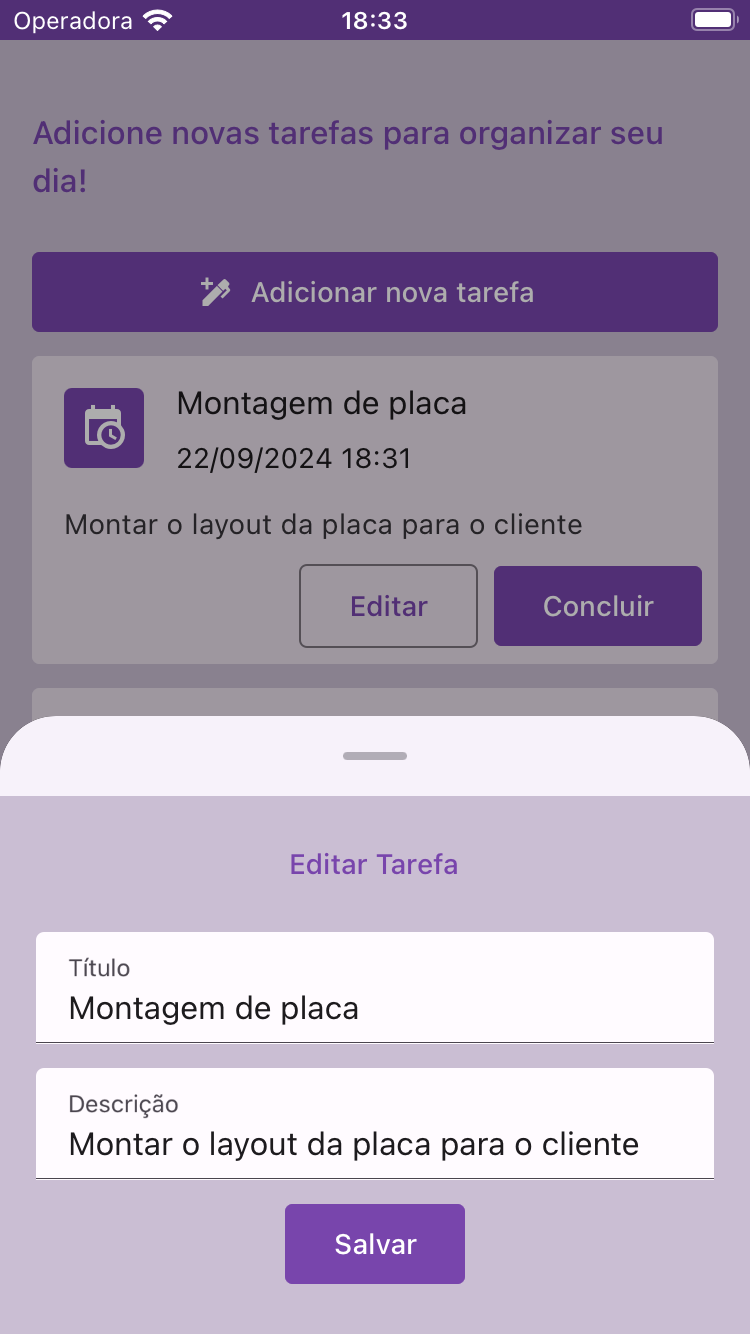 Operadora 18:33
Adicione novas tarefas para organizar seu
dia!
Adicionar nova tarefa
Montagem de placa
22/09/2024 18:31
Montar o layout da placa para o cliente
Editar Concluir
Editar Tarefa
Título
Montagem de placa
Descrição
Montar o layout da placa para o cliente
Salvar